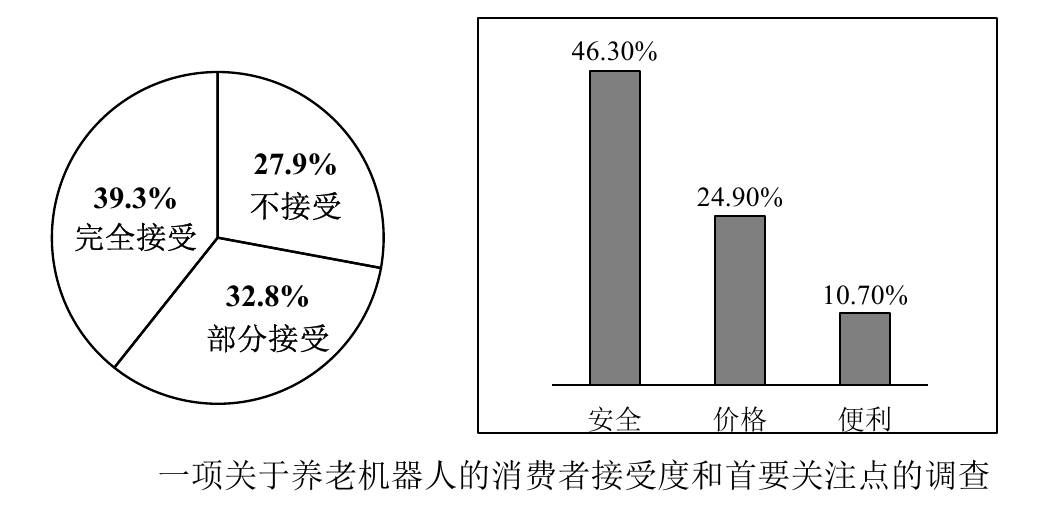 27.9%
不接受
39.3%
完全接受
32.8%
部分接受
46.30%
24.90%
10.70%
安全 价格 便利
一项关于养老机器人的消费者接受度和首要关注点的调查